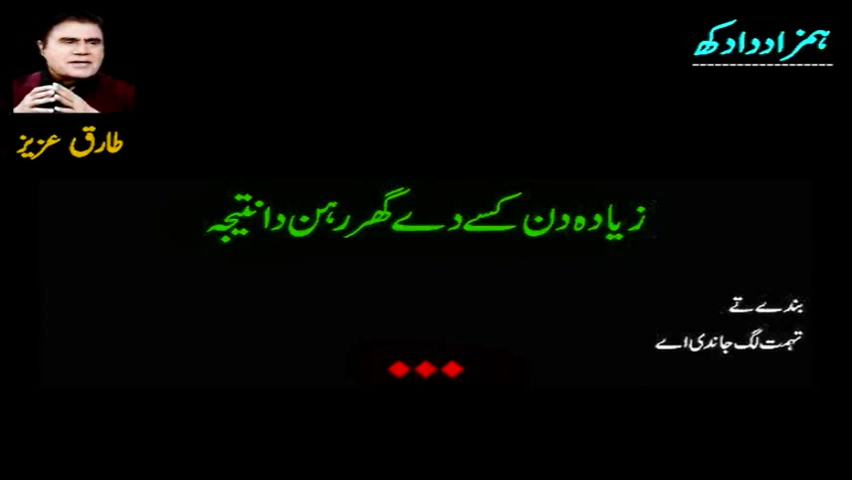 ہمزاد دا دکھ
طارق عزیز
زیادہ دن کسے دے گھر رہن دا نتیجہ
بندے تے
تہمت لگ جاندی اے